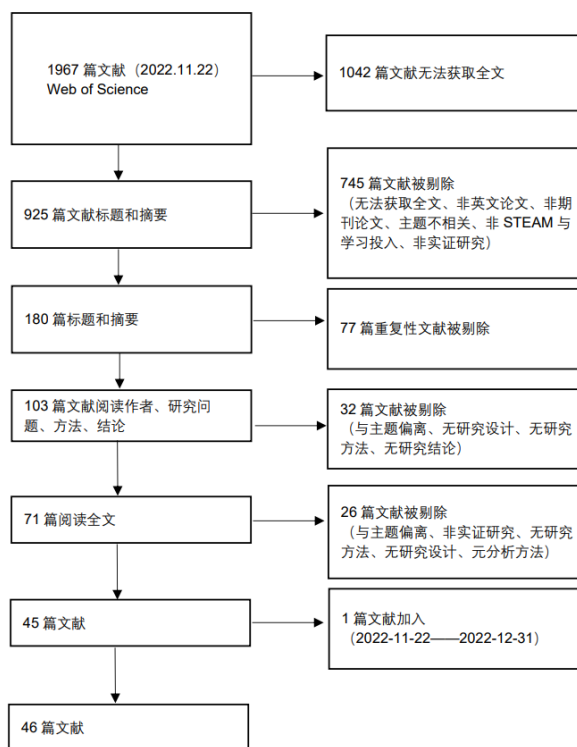 1967 篇文献（2022.11.22）
Web of Science
1042 篇文献无法获取全文
925 篇文献标题和摘要
745 篇文献被剔除
（无法获取全文、非英文论文、非期
刊论文、主题不相关、非 STEAM 与
学习投入、非实证研究）
180 篇标题和摘要
77 篇重复性文献被剔除
103 篇文献阅读作者、研究问
题、方法、结论
32 篇文献被剔除
（与主题偏离、无研究设计、无研究
方法、无研究结论）
71 篇阅读全文
26 篇文献被剔除
（与主题偏离、非实证研究、无研究
方法、无研究设计、元分析方法）
45 篇文献
1 篇文献加入
（2022-11-22——2022-12-31）
46 篇文献